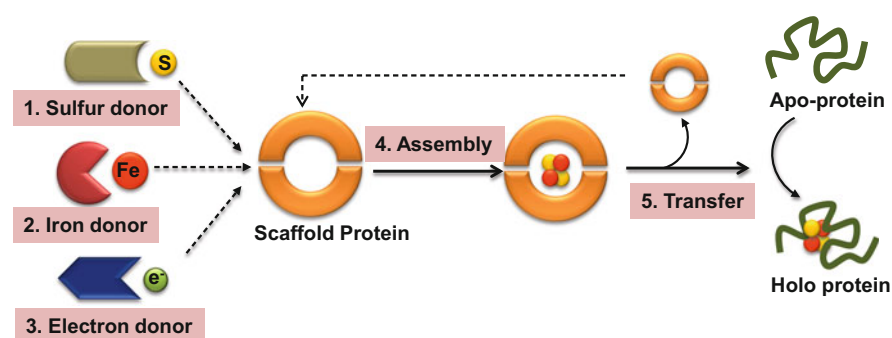 S
1. Sulfur donor
Fe
2. Iron donor
e-
3. Electron donor
Scaffold Protein
4. Assembly
5. Transfer
Apo-protein
Holo protein